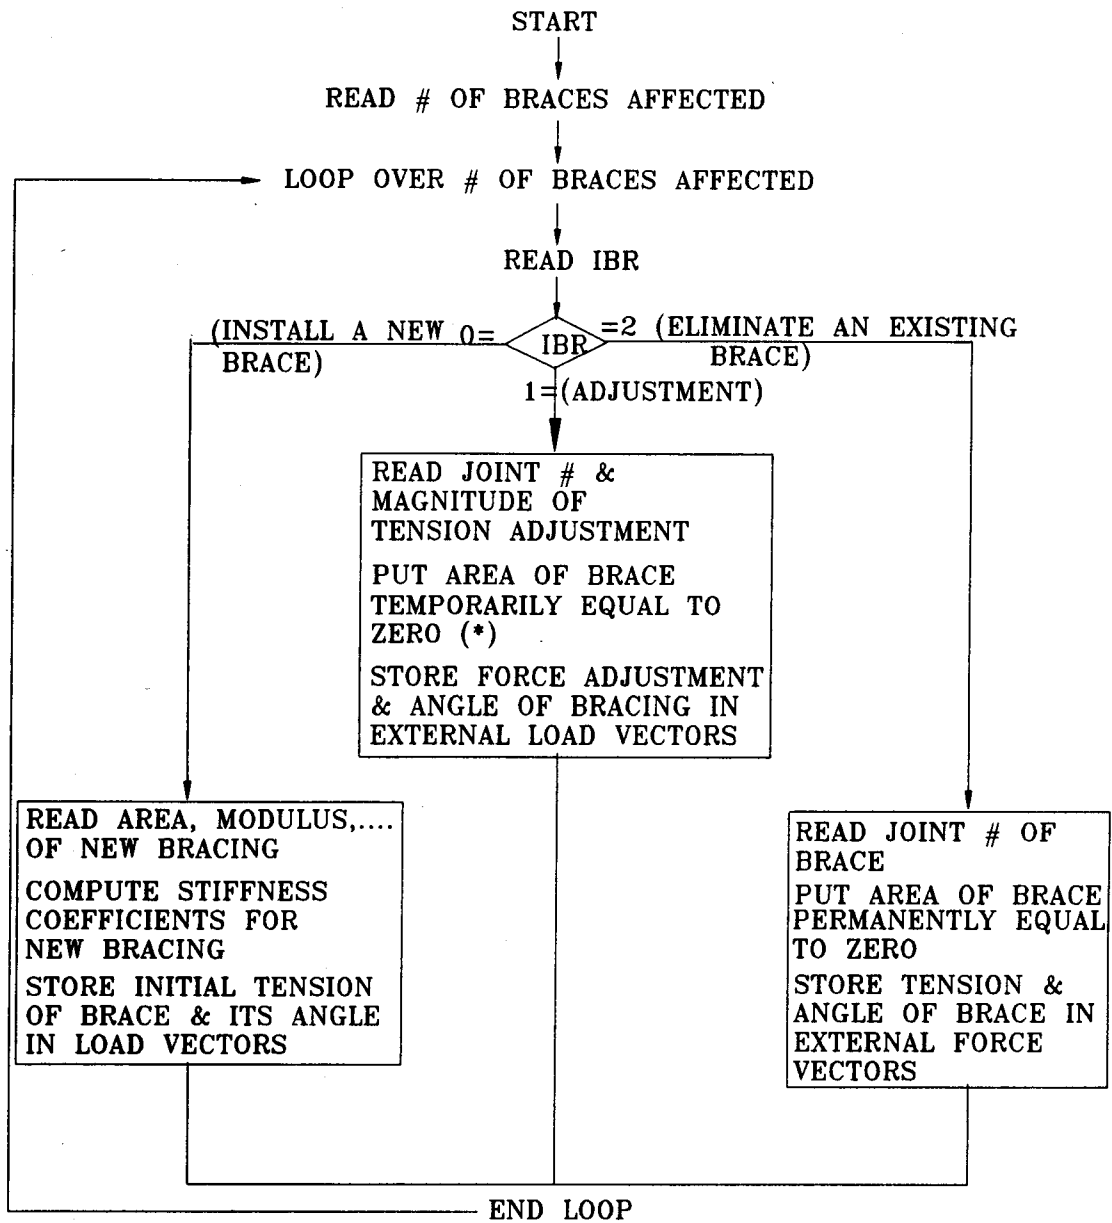 START
READ # OF BRACES AFFECTED
LOOP OVER # OF BRACES AFFECTED
READ IBR
(INSTALL A NEW 0=
BRACE)
IBR
=2 (ELIMINATE AN EXISTING
BRACE)
1=(ADJUSTMENT)
READ JOINT # &
MAGNITUDE OF
TENSION ADJUSTMENT
PUT AREA OF BRACE
TEMPORARILY EQUAL TO
ZERO (*)
STORE FORCE ADJUSTMENT
& ANGLE OF BRACING IN
EXTERNAL LOAD VECTORS
READ AREA, MODULUS,....
OF NEW BRACING
COMPUTE STIFFNESS
COEFFICIENTS FOR
NEW BRACING
STORE INITIAL TENSION
OF BRACE & ITS ANGLE
IN LOAD VECTORS
READ JOINT # OF
BRACE
PUT AREA OF BRACE
PERMANENTLY EQUAL
TO ZERO
STORE TENSION &
ANGLE OF BRACE IN
EXTERNAL FORCE
VECTORS
END LOOP